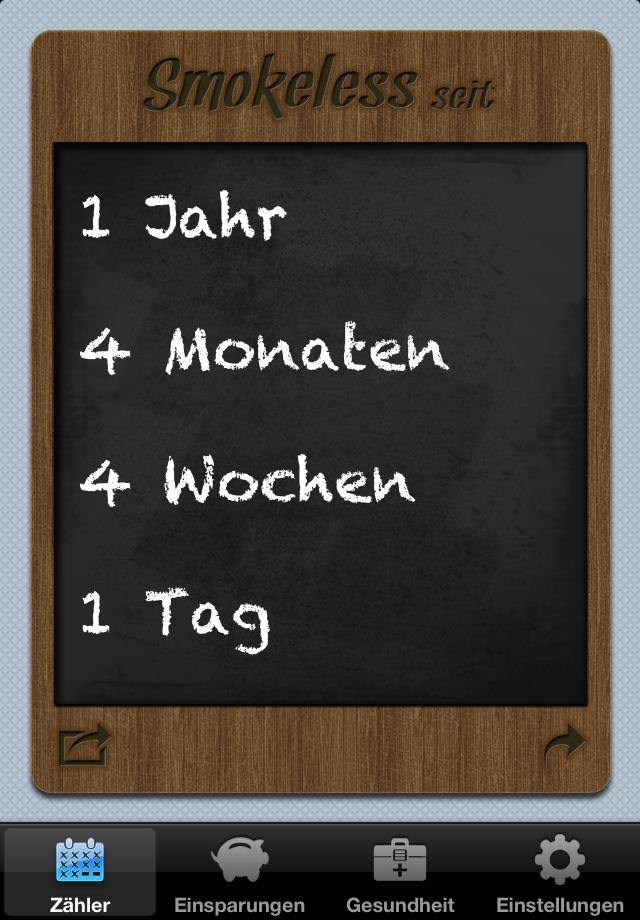 Smokeless seit
1 Jahr
4 Monaten
4 Wochen
1 Tag
Zähler Einsparungen Gesundheit Einstellungen